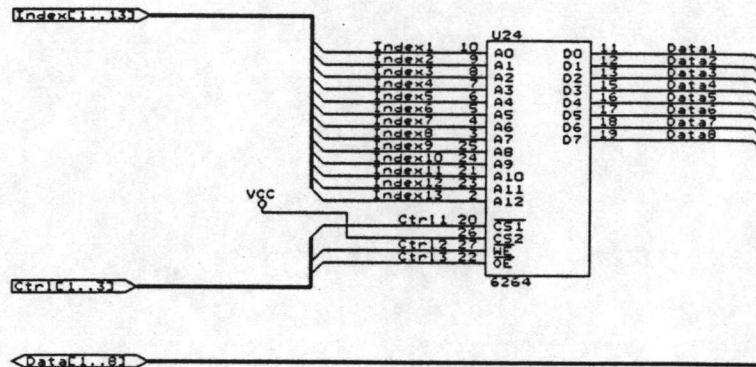 Index[1..13]
U24
Index1 10 A0 D0 11 Data1
Index2 9 A1 D1 12 Data2
Index3 8 A2 D2 13 Data3
Index4 7 A3 D3 15 Data4
Index5 6 A4 D4 16 Data5
Index6 5 A5 D5 17 Data6
Index7 4 A6 D6 18 Data7
Index8 3 A7 D7 19 Data8
Index9 25 A8
Index10 24 A9
Index11 21 A10
Index12 23 A11
Index13 2 A12
VCC
Ctrl1 20 CS1
26 CS2
Ctrl2 27 WE
Ctrl3 22 OE
Ctrl[1..3]
6264
Data[1..8]